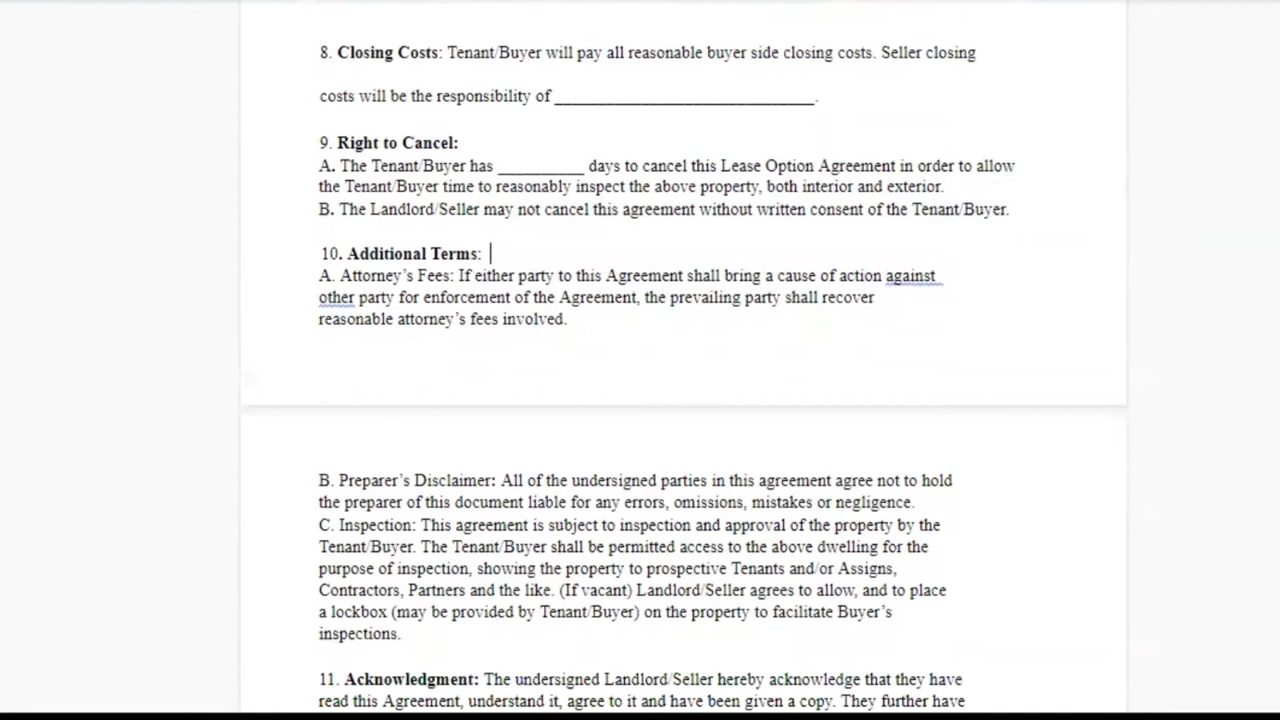 8. Closing Costs: Tenant/Buyer will pay all reasonable buyer side closing costs. Seller closing
costs will be the responsibility of ______________________________.
9. Right to Cancel:
A. The Tenant/Buyer has __________ days to cancel this Lease Option Agreement in order to allow
the Tenant/Buyer time to reasonably inspect the above property, both interior and exterior.
B. The Landlord/Seller may not cancel this agreement without written consent of the Tenant/Buyer.
10. Additional Terms:
A. Attorney’s Fees: If either party to this Agreement shall bring a cause of action against
other party for enforcement of the Agreement, the prevailing party shall recover
reasonable attorney’s fees involved.
B. Preparer’s Disclaimer: All of the undersigned parties in this agreement agree not to hold
the preparer of this document liable for any errors, omissions, mistakes or negligence.
C. Inspection: This agreement is subject to inspection and approval of the property by the
Tenant/Buyer. The Tenant/Buyer shall be permitted access to the above dwelling for the
purpose of inspection, showing the property to prospective Tenants and/or Assigns,
Contractors, Partners and the like. (If vacant) Landlord/Seller agrees to allow, and to place
a lockbox (may be provided by Tenant/Buyer) on the property to facilitate Buyer’s
inspections.
11. Acknowledgment: The undersigned Landlord/Seller hereby acknowledge that they have
read this Agreement, understand it, agree to it and have been given a copy. They further have